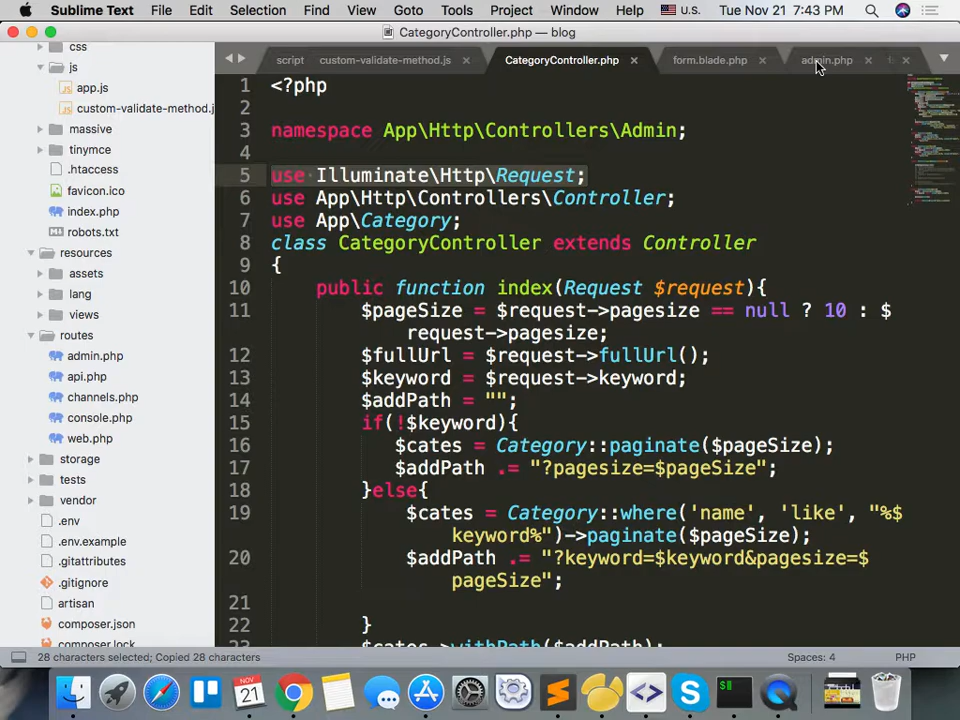 Sublime Text File Edit Selection Find View Goto Tools Project Window Help U.S. Tue Nov 21 7:43 PM
CategoryController.php — blog
css
js
app.js
custom-validate-method.j
massive
tinymce
.htaccess
favicon.ico
index.php
robots.txt
resources
assets
lang
views
routes
admin.php
api.php
channels.php
console.php
web.php
storage
tests
vendor
.env
.env.example
.gitattributes
.gitignore
artisan
composer.json
composer.lock
script custom-validate-method.js CategoryController.php form.blade.php admin.php
1 <?php
2
3 namespace App\Http\Controllers\Admin;
4
5 use Illuminate\Http\Request;
6 use App\Http\Controllers\Controller;
7 use App\Category;
8 class CategoryController extends Controller
9 {
10 public function index(Request $request){
11 $pageSize = $request->pagesize == null ? 10 : $
request->pagesize;
12 $fullUrl = $request->fullUrl();
13 $keyword = $request->keyword;
14 $addPath = "";
15 if(!$keyword){
16 $cates = Category::paginate($pageSize);
17 $addPath .= "?pagesize=$pageSize";
18 }else{
19 $cates = Category::where('name', 'like', "%$
keyword%")->paginate($pageSize);
20 $addPath .= "?keyword=$keyword&pagesize=$
pageSize";
21
22 }
23 $cates->withPath($addPath);
28 characters selected; Copied 28 characters Spaces: 4 PHP
NOV
21